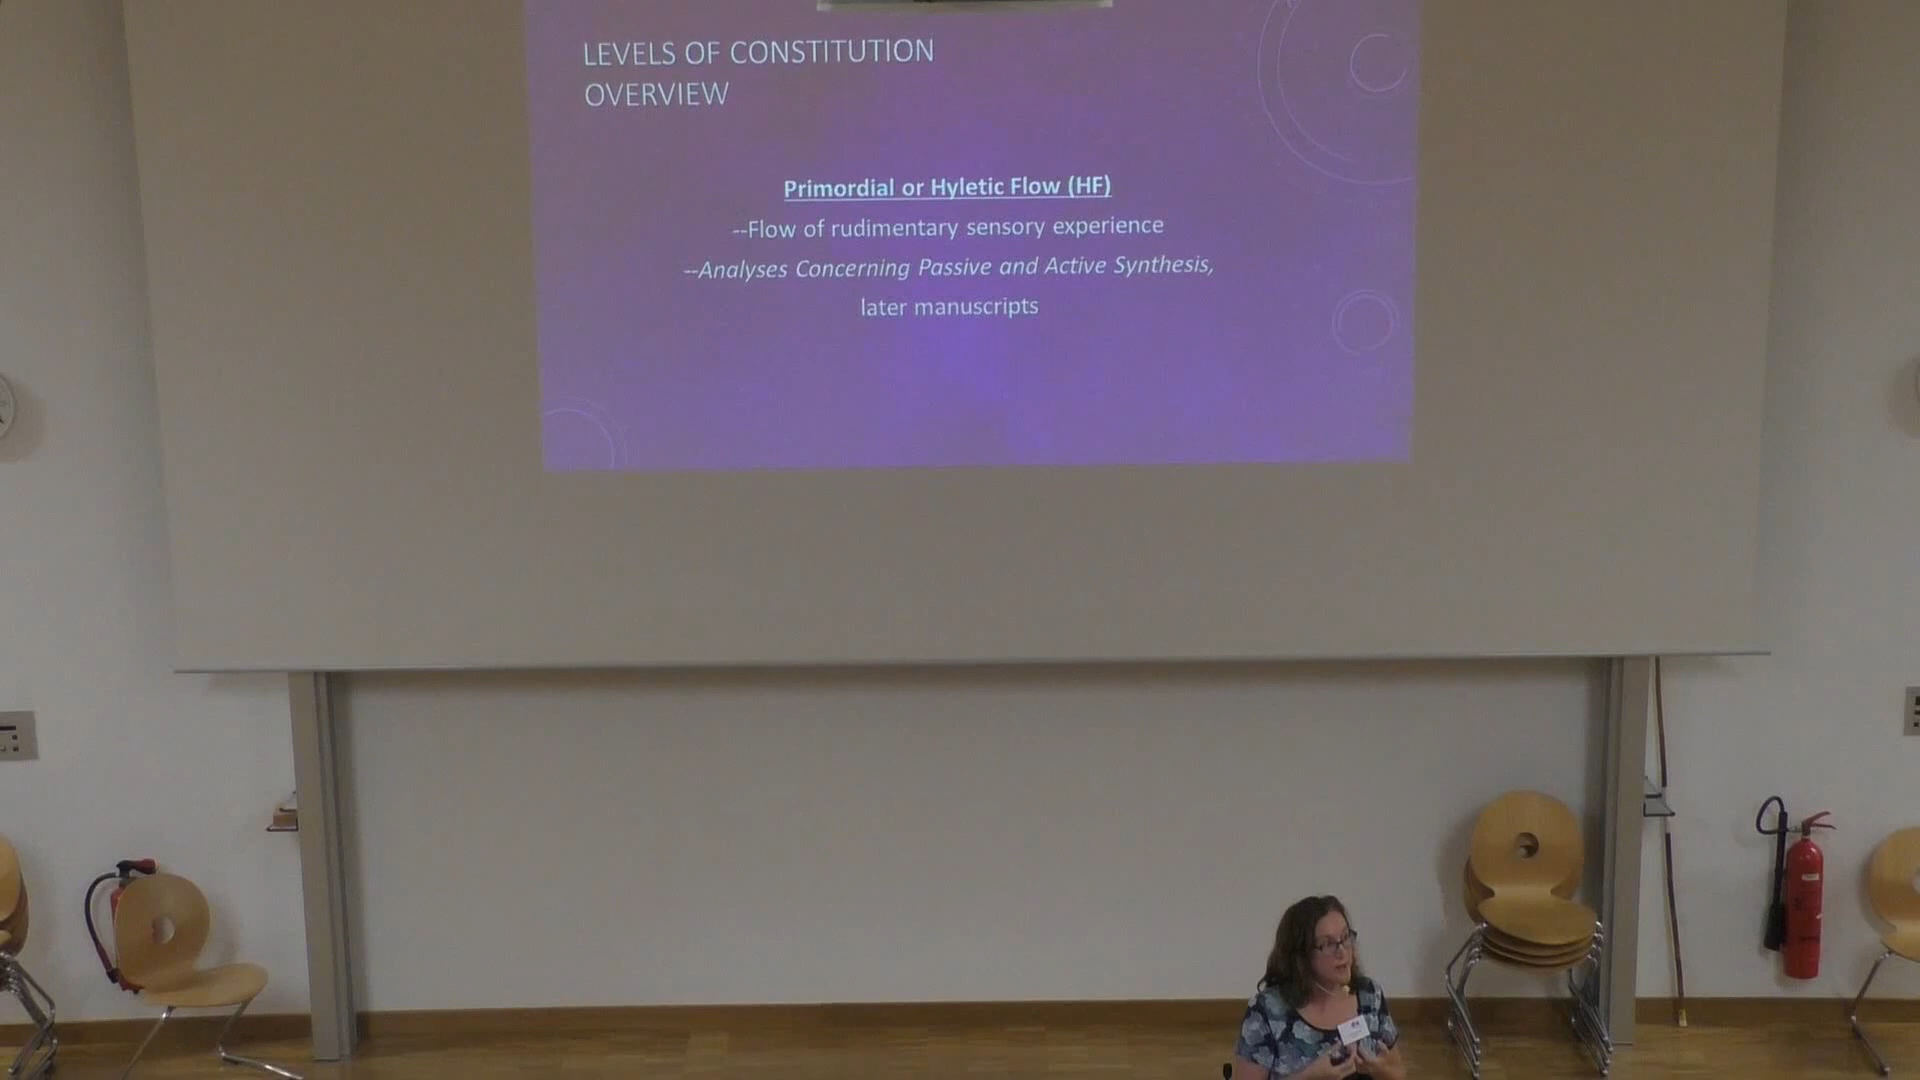 LEVELS OF CONSTITUTION
OVERVIEW
Primordial or Hyletic Flow (HF)
--Flow of rudimentary sensory experience
--Analyses Concerning Passive and Active Synthesis,
later manuscripts